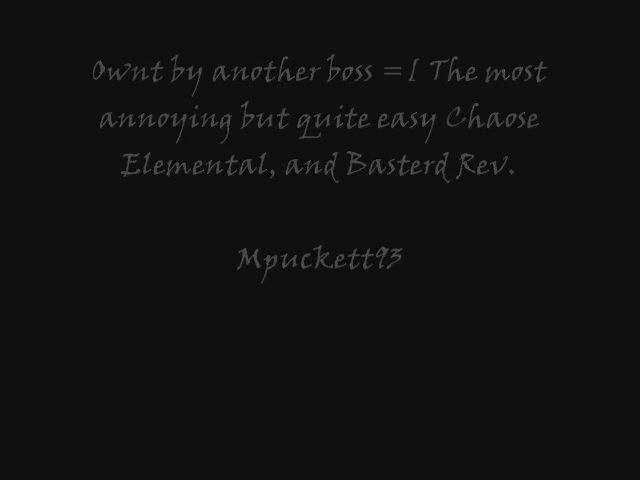 Ownt by another boss =[ The most
annoying but quite easy Chaose
Elemental, and Basterd Rev.
Mpuckett93